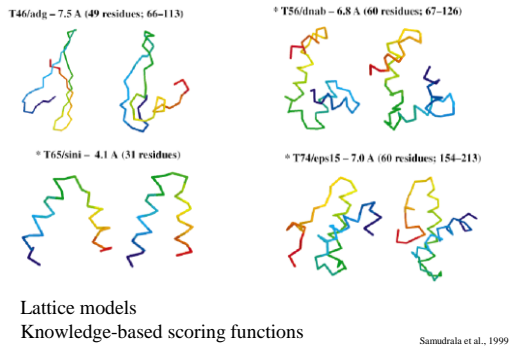 T46/adg – 7.5 A (49 residues; 66–113)
* T56/dnab – 6.8 A (60 residues; 67–126)
* T65/sini – 4.1 A (31 residues)
* T74/eps15 – 7.0 A (60 residues; 154–213)
Lattice models
Knowledge-based scoring functions
Samudrala et al., 1999